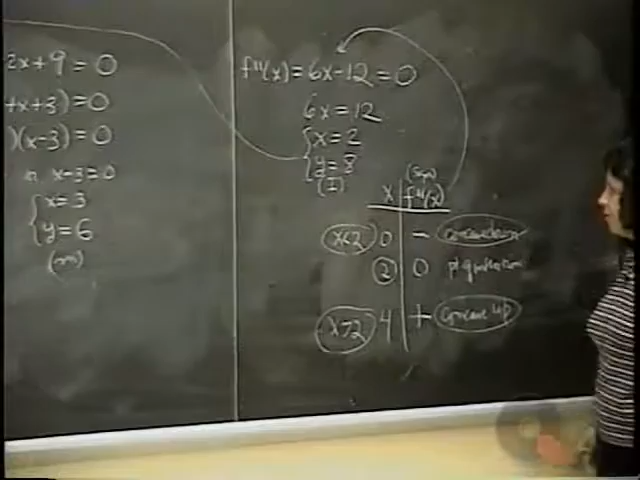 2x+9=0
+x+3)=0
)(x-3)=0
x-3=0
x=3
y=6
f"(x)=6x-12=0
6x=12
x=2
y=8
(I)
(sign)
x f"(x)
x<2 0 - concave down
2 0 pt of inflection
x>2 4 + concave up